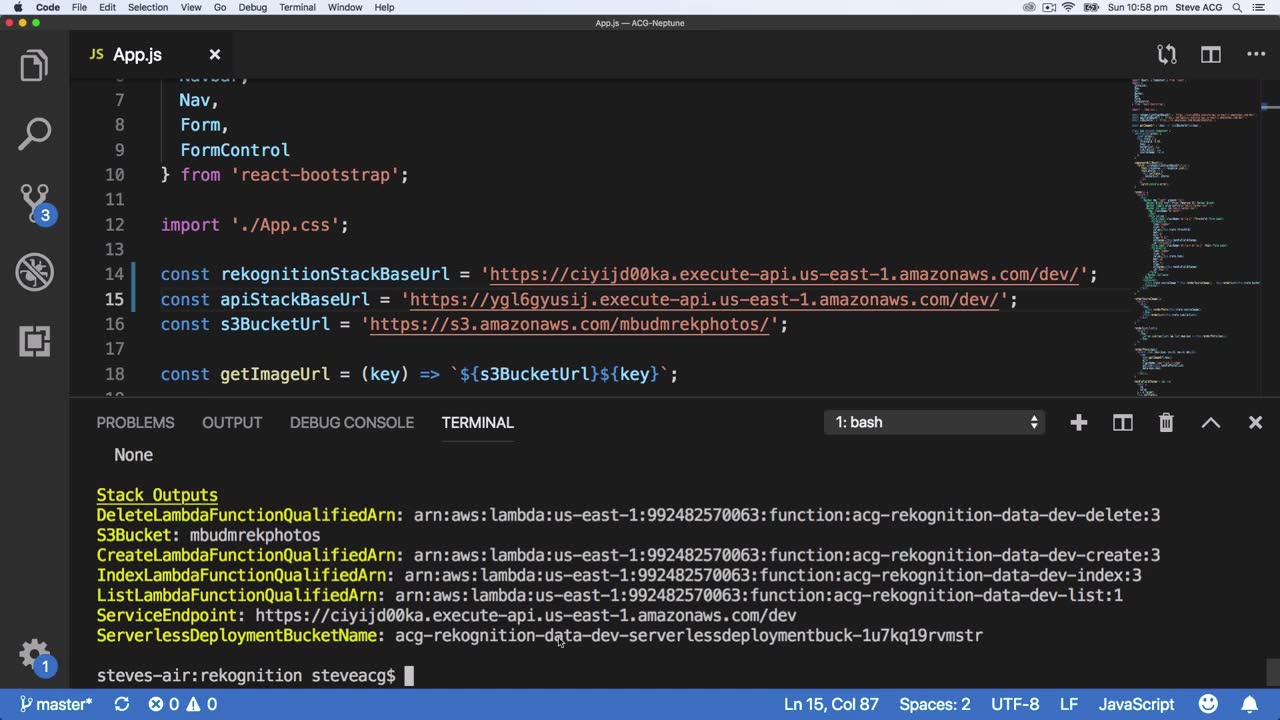 Code File Edit Selection View Go Debug Terminal Window Help Sun 10:58 pm Steve ACG
App.js — ACG-Neptune
JS App.js
7 Nav,
8 Form,
9 FormControl
10 } from 'react-bootstrap';
11
12 import './App.css';
13
14 const rekognitionStackBaseUrl = 'https://ciyijd00ka.execute-api.us-east-1.amazonaws.com/dev/';
15 const apiStackBaseUrl = 'https://ygl6gyusij.execute-api.us-east-1.amazonaws.com/dev/';
16 const s3BucketUrl = 'https://s3.amazonaws.com/mbudmrekphotos/';
17
18 const getImageUrl = (key) => `${s3BucketUrl}${key}`;
3
PROBLEMS OUTPUT DEBUG CONSOLE TERMINAL 1: bash
None
Stack Outputs
DeleteLambdaFunctionQualifiedArn: arn:aws:lambda:us-east-1:992482570063:function:acg-rekognition-data-dev-delete:3
S3Bucket: mbudmrekphotos
CreateLambdaFunctionQualifiedArn: arn:aws:lambda:us-east-1:992482570063:function:acg-rekognition-data-dev-create:3
IndexLambdaFunctionQualifiedArn: arn:aws:lambda:us-east-1:992482570063:function:acg-rekognition-data-dev-index:3
ListLambdaFunctionQualifiedArn: arn:aws:lambda:us-east-1:992482570063:function:acg-rekognition-data-dev-list:1
ServiceEndpoint: https://ciyijd00ka.execute-api.us-east-1.amazonaws.com/dev
ServerlessDeploymentBucketName: acg-rekognition-data-dev-serverlessdeploymentbuck-1u7kq19rvmstr
steves-air:rekognition steveacg$
1
master* 0 0 Ln 15, Col 87 Spaces: 2 UTF-8 LF JavaScript